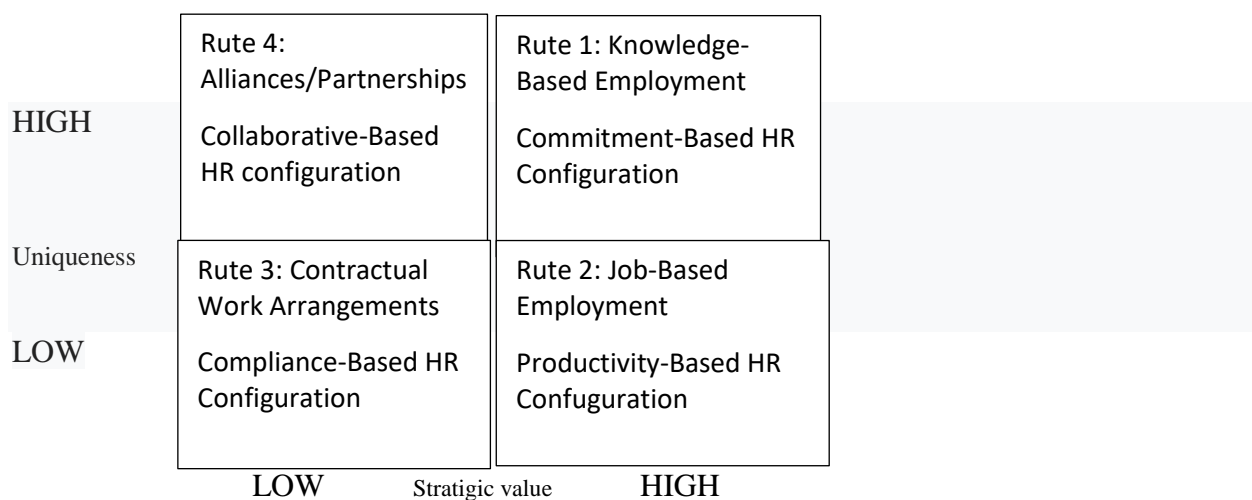 Rute 4:
Alliances/Partnerships
Collaborative-Based
HR configuration
Rute 1: Knowledge-
Based Employment
Commitment-Based HR
Configuration
HIGH
Uniqueness
LOW
Rute 3: Contractual
Work Arrangements
Compliance-Based HR
Configuration
Rute 2: Job-Based
Employment
Productivity-Based HR
Confuguration
LOW Stratigic value HIGH